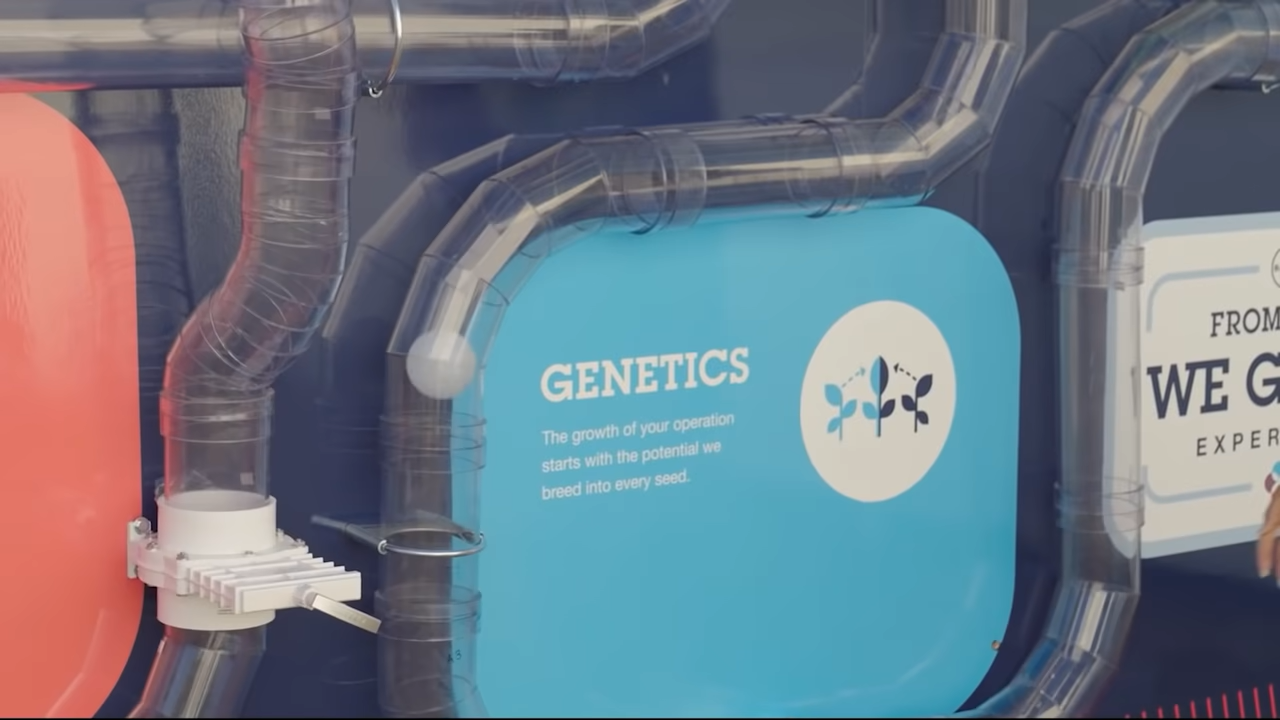 GENETICS
The growth of your operation
starts with the potential we
breed into every seed.
FROM
WE G
EXPER